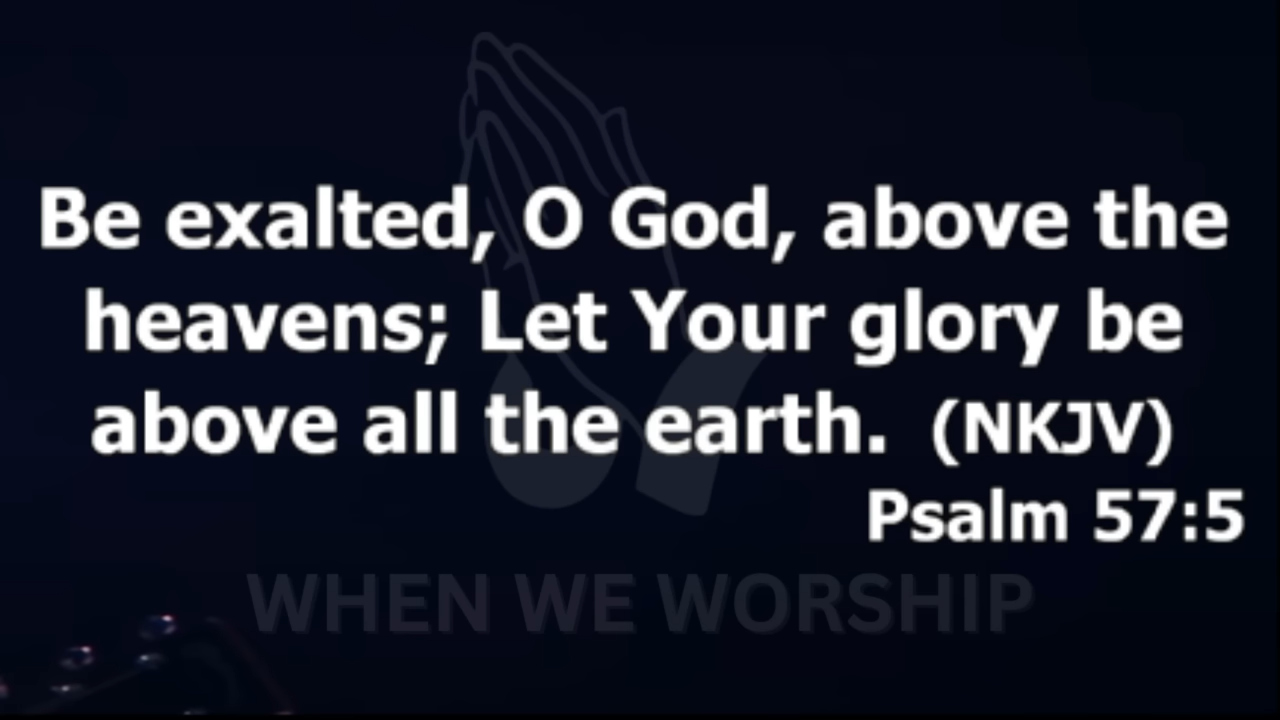 Be exalted, O God, above the
heavens; Let Your glory be
above all the earth. (NKJV)
Psalm 57:5
WHEN WE WORSHIP